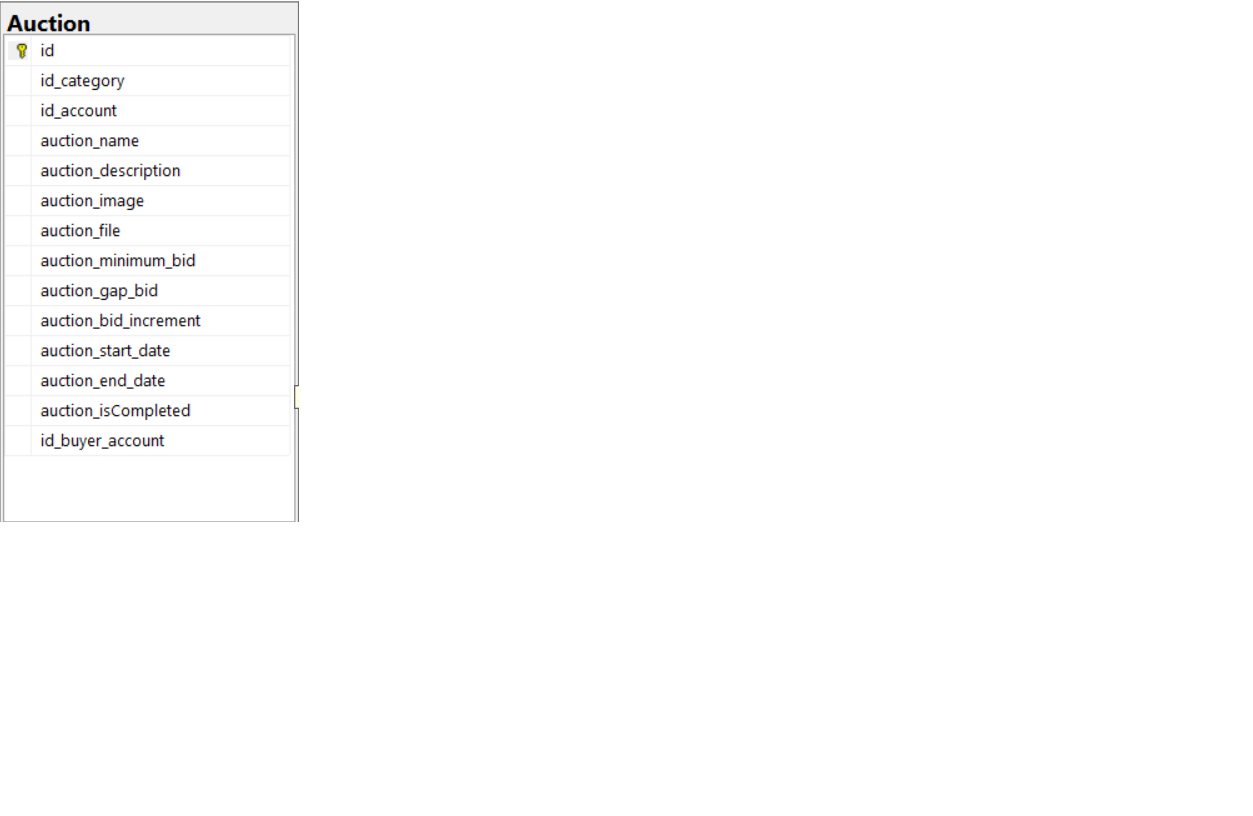 Auction
id
id_category
id_account
auction_name
auction_description
auction_image
auction_file
auction_minimum_bid
auction_gap_bid
auction_bid_increment
auction_start_date
auction_end_date
auction_isCompleted
id_buyer_account